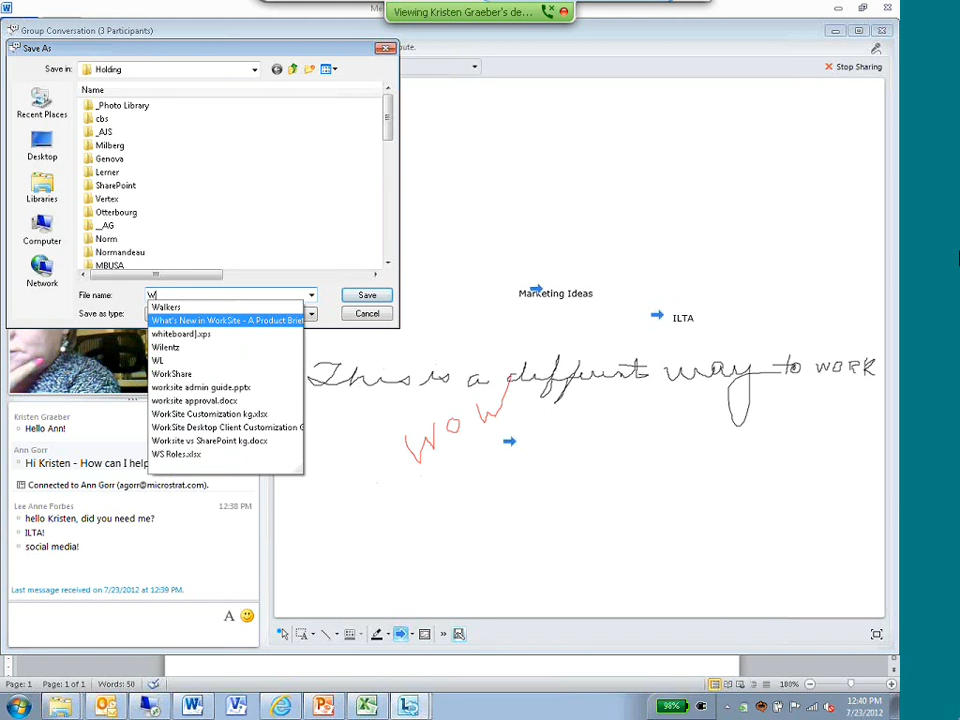 Viewing Kristen Graeber's de...
Group Conversation (3 Participants)
Save As
Save in:
Holding
Stop Sharing
Name
Recent Places
Desktop
Libraries
Computer
Network
_Photo Library
cbs
_AJS
Milberg
Genova
Lerner
SharePoint
Vertex
Otterbourg
__AG
Norm
Normandeau
MBUSA
File name:
W
Save
Save as type:
Cancel
Walkers
What's New in WorkSite - A Product Brief
whiteboard].xps
Wilentz
WL
WorkShare
worksite admin guide.pptx
worksite approval.docx
WorkSite Customization kg.xlsx
WorkSite Desktop Client Customization G
Worksite vs SharePoint kg.docx
WS Roles.xlsx
Marketing Ideas
ILTA
This is a different way to WORK
WOW
Kristen Graeber
Hello Ann!
Ann Gorr
Hi Kristen - How can I help
Connected to Ann Gorr (agorr@microstrat.com).
Lee Anne Forbes
12:38 PM
hello Kristen, did you need me?
ILTA!
social media!
Last message received on 7/23/2012 at 12:39 PM.
A
Page: 1
Page: 1 of 1
Words: 50
180%
98%
12:40 PM
7/23/2012